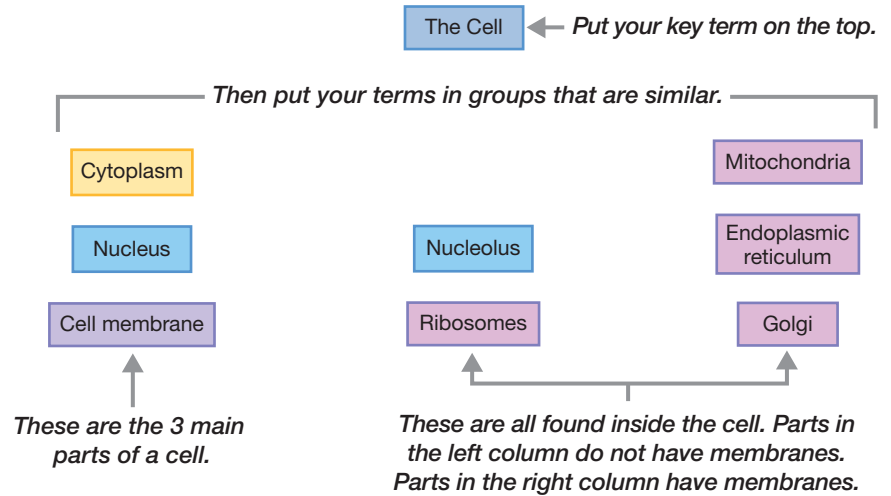 The Cell
Put your key term on the top.
Then put your terms in groups that are similar.
Cytoplasm
Nucleus
Cell membrane
Nucleolus
Ribosomes
Mitochondria
Endoplasmic
reticulum
Golgi
These are the 3 main
parts of a cell.
These are all found inside the cell. Parts in
the left column do not have membranes.
Parts in the right column have membranes.